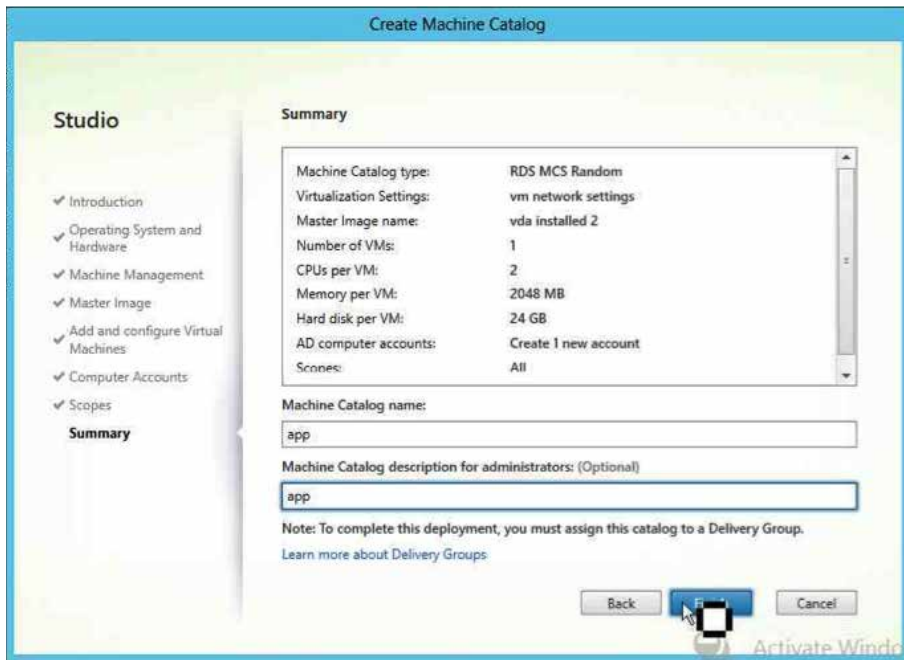 Create Machine Catalog
Studio
Introduction
Operating System and
Hardware
Machine Management
Master Image
Add and configure Virtual
Machines
Computer Accounts
Scopes
Summary
Summary
Machine Catalog type: RDS MCS Random
Virtualization Settings: vm network settings
Master Image name: vda installed 2
Number of VMs: 1
CPUs per VM: 2
Memory per VM: 2048 MB
Hard disk per VM: 24 GB
AD computer accounts: Create 1 new account
Scopes: All
Machine Catalog name:
app
Machine Catalog description for administrators: (Optional)
app
Note: To complete this deployment, you must assign this catalog to a Delivery Group.
Learn more about Delivery Groups
Back Cancel
Activate Windo